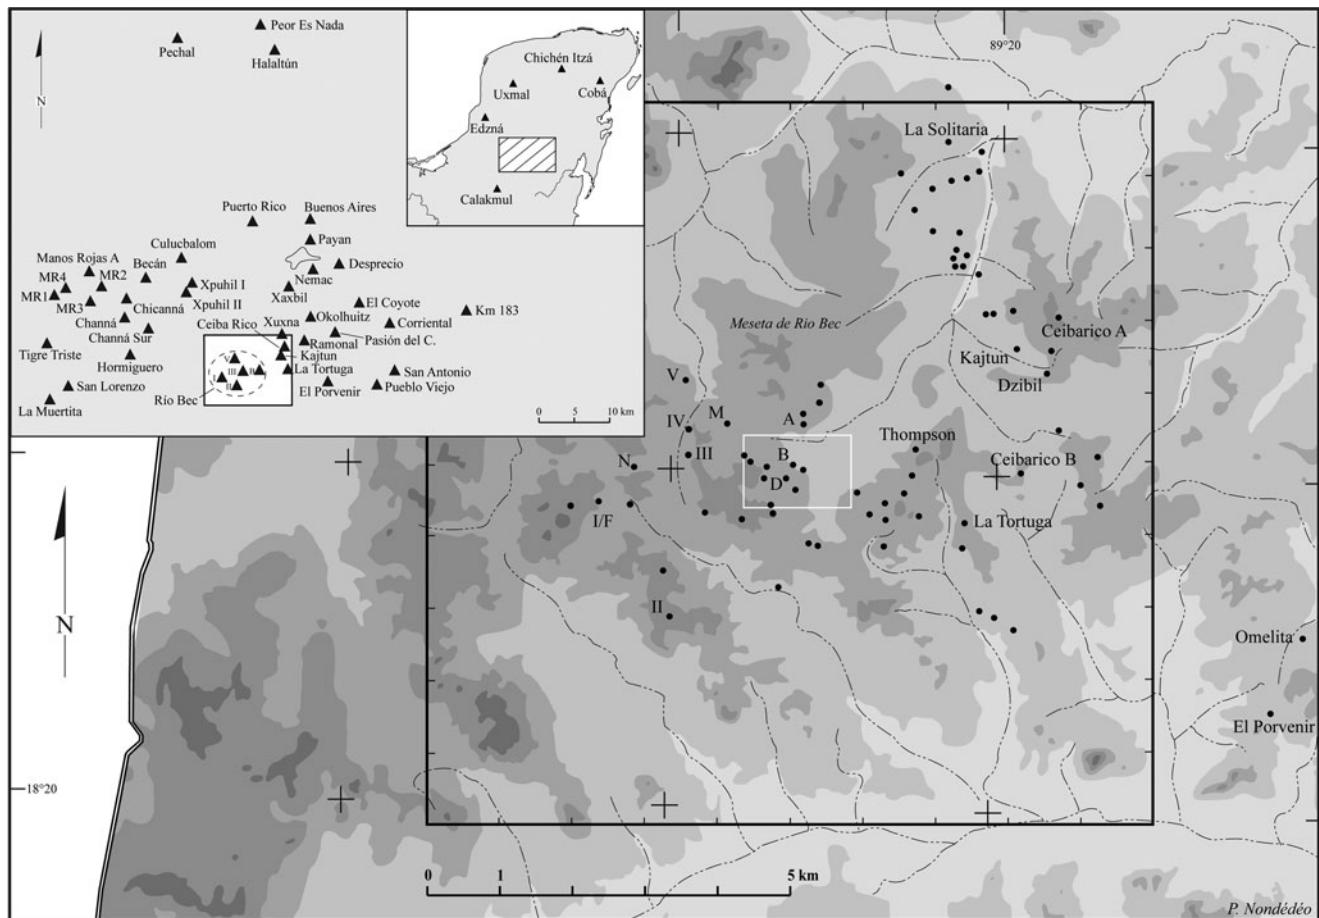 Peor Es Nada
Pechal
Halaltún
N
Puerto Rico
Buenos Aires
Payan
Culucbalom
Manos Rojas A
Becán
Desprecio
MR4
MR2
Nemac
Xpuhil I
MR1
Xaxbil
MR3
Chicanná
Xpuhil II
El Coyote
Km 183
Channá
Ceiba Rico
Okolhuitz
Corriental
Channá Sur
Xuxna
Ramonal
Pasión del C.
Tigre Triste
Hormiguero
Kajtun
V
III
I
II
La Tortuga
San Antonio
San Lorenzo
El Porvenir
Pueblo Viejo
Río Bec
La Muertita
0 5 10 km
Chichén Itzá
Uxmal
Cobá
Edzná
Calakmul
89°20
La Solitaria
Meseta de Rio Bec
Ceibarico A
Kajtun
Dzibil
V
M
A
IV
Thompson
III
B
Ceibarico B
N
D
I/F
La Tortuga
II
Omelita
El Porvenir
N
18°20
0 1 5 km
P. Nondédéo